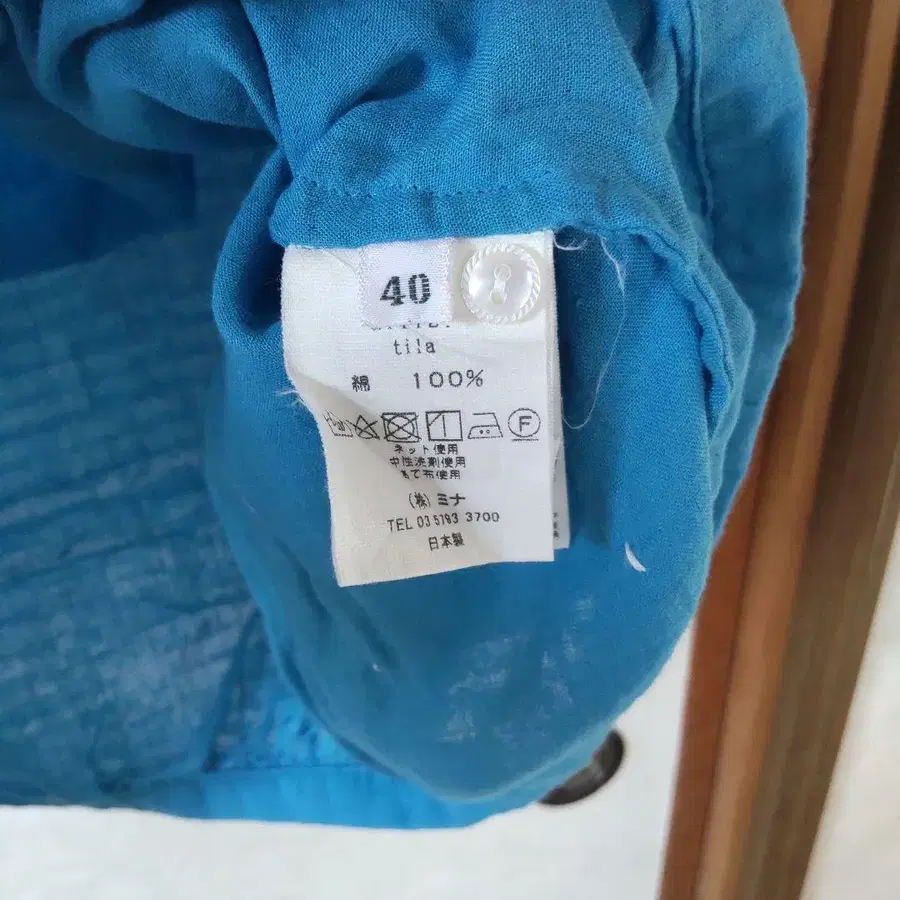 40
tila
綿 100%
F
ネット使用
中性洗剤使用
あて布使用
(株) ミナ
TEL 03 5793 3700
日本製